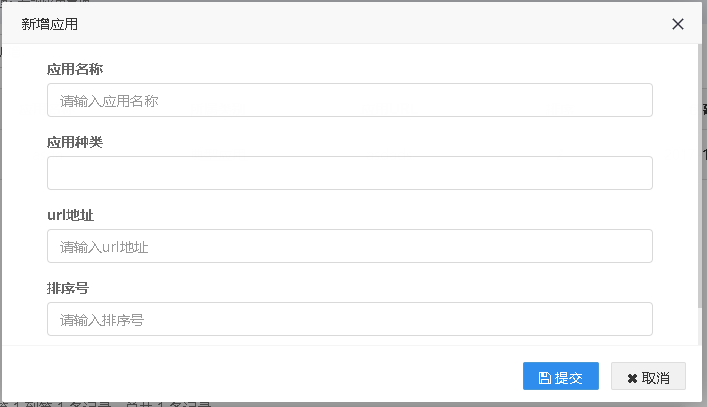 新增应用
应用名称
请输入应用名称
应用种类
url地址
请输入url地址
排序号
请输入排序号
提交
取消